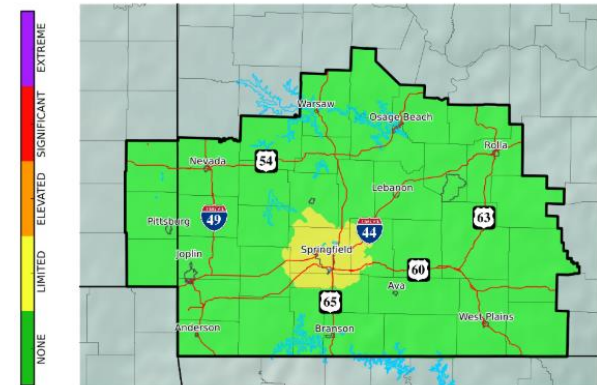 EXTREME
SIGNIFICANT
ELEVATED
LIMITED
NONE
Warsaw
Osage Beach
Rolla
Nevada
54
Lebanon
49
63
Pittsburg
44
Joplin
Springfield
60
65
Ava
Anderson
Branson
West Plains